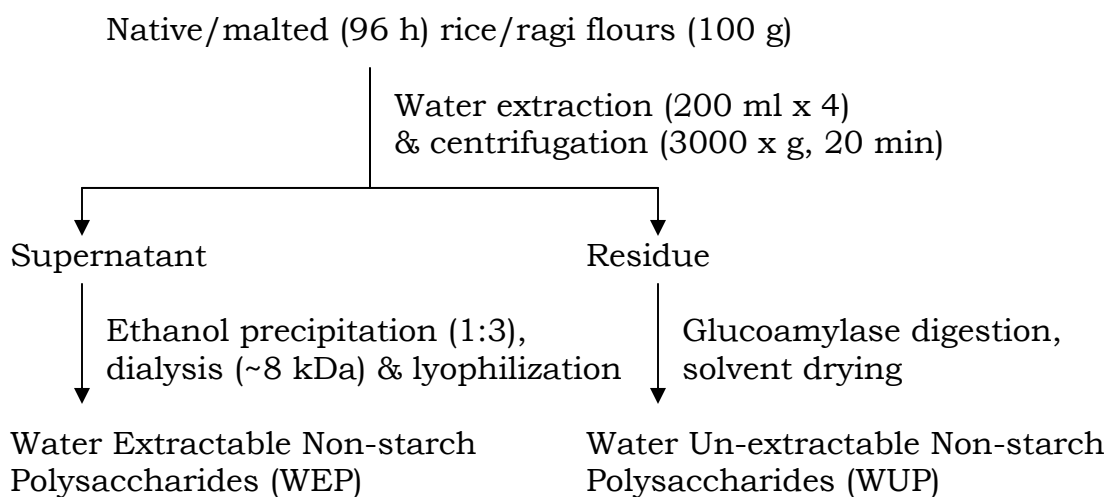 Native/malted (96 h) rice/ragi flours (100 g)
Water extraction (200 ml x 4)
& centrifugation (3000 x g, 20 min)
Supernatant
Residue
Ethanol precipitation (1:3),
dialysis (~8 kDa) & lyophilization
Glucoamylase digestion,
solvent drying
Water Extractable Non-starch
Polysaccharides (WEP)
Water Un-extractable Non-starch
Polysaccharides (WUP)